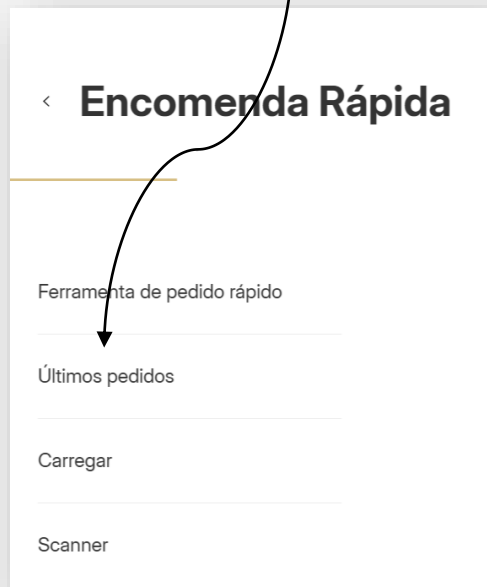 Encomenda Rápida
Ferramenta de pedido rápido
Últimos pedidos
Carregar
Scanner